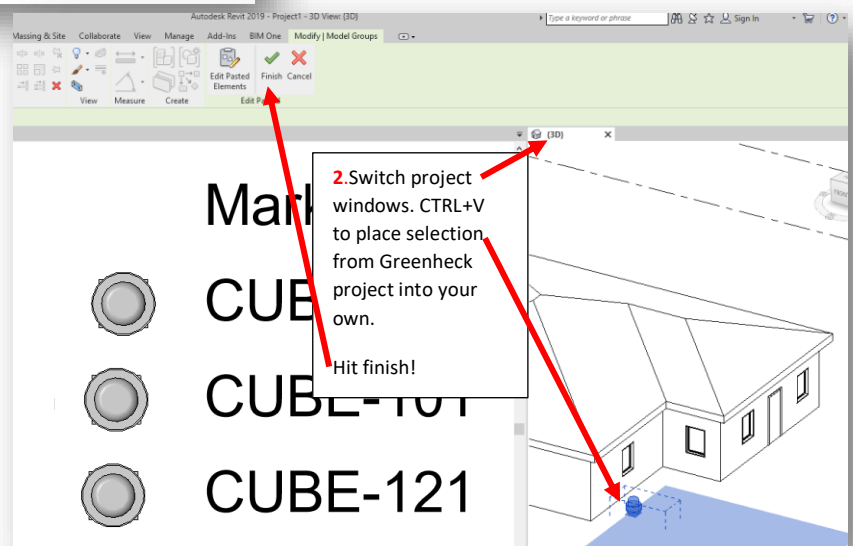 Autodesk Revit 2019 - Project1 - 3D View: {3D}
Type a keyword or phrase
Sign In
Massing & Site Collaborate View Manage Add-Ins BIM One Modify | Model Groups
Edit Pasted
Elements
Finish Cancel
View Measure Create Edit
{3D}
2.Switch project
windows. CTRL+V
to place selection
from Greenheck
project into your
own.
Hit finish!
CUBE-121